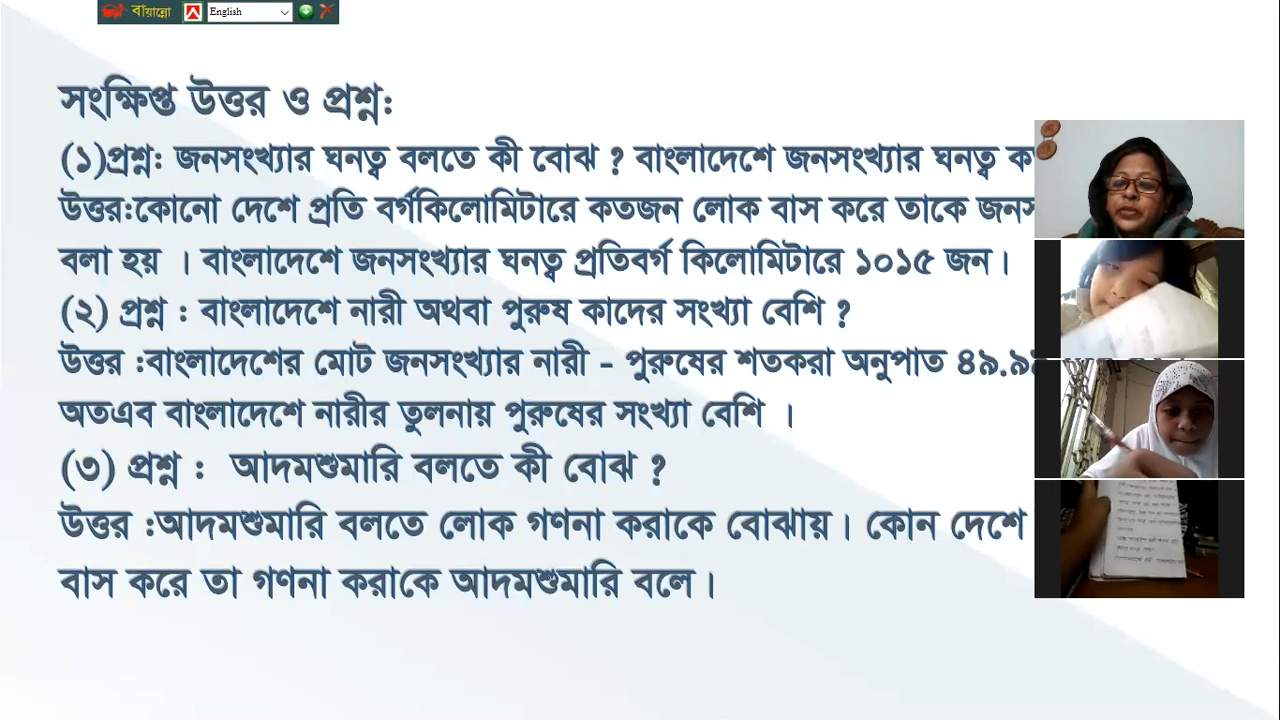 বায়ান্নো English
সংক্ষিপ্ত উত্তর ও প্রশ্ন:
(১)প্রশ্ন: জনসংখ্যার ঘনত্ব বলতে কী বোঝ ? বাংলাদেশে জনসংখ্যার ঘনত্ব
উত্তর:কোনো দেশে প্রতি বর্গকিলোমিটারে কতজন লোক বাস করে তাকে
বলা হয় । বাংলাদেশে জনসংখ্যার ঘনত্ব প্রতিবর্গ কিলোমিটারে ১০১৫ জন।
(২) প্রশ্ন : বাংলাদেশে নারী অথবা পুরুষ কাদের সংখ্যা বেশি ?
উত্তর :বাংলাদেশের মোট জনসংখ্যার নারী - পুরুষের শতকরা অনুপাত
অতএব বাংলাদেশে নারীর তুলনায় পুরুষের সংখ্যা বেশি ।
(৩) প্রশ্ন : আদমশুমারি বলতে কী বোঝ ?
উত্তর :আদমশুমারি বলতে লোক গণনা করাকে বোঝায়। কোন দেশে
বাস করে তা গণনা করাকে আদমশুমারি বলে।